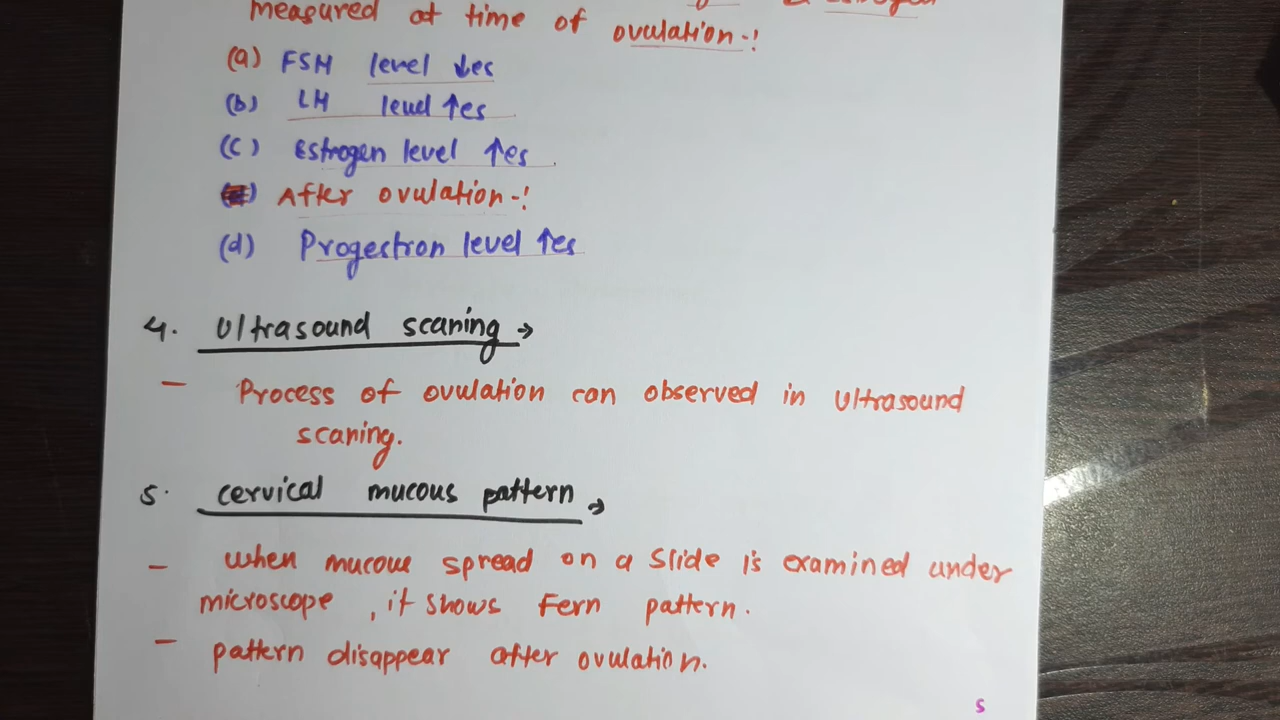 measured at time of ovulation-!
(a) FSH level ↓es
(b) LH level ↑es
(c) Estrogen level ↑es
After ovulation-!
(d) Progestron level ↑es
4. Ultrasound scaning →
- Process of ovulation can observed in Ultrasound
scaning.
5. cervical mucous pattern →
- when mucous spread on a slide is examined under
microscope , it shows Fern pattern.
- pattern disappear after ovulation.
5